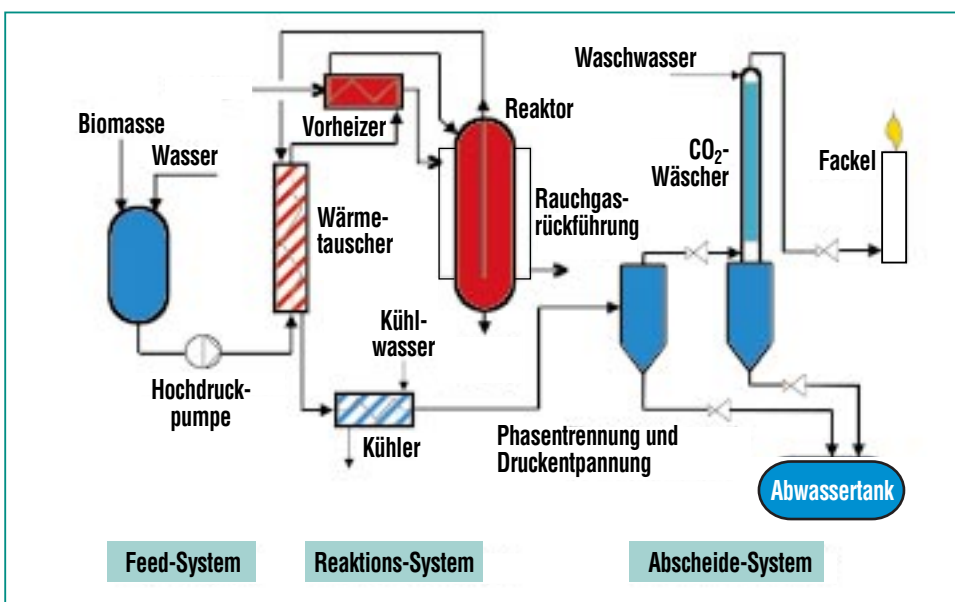 Biomasse
Wasser
Hochdruck-
pumpe
Vorheizer
Wärme-
tauscher
Reaktor
Rauchgas-
rückführung
Kühl-
wasser
Kühler
Waschwasser
CO₂-
Wäscher
Fackel
Phasentrennung und
Druckentpannung
Abwassertank
Feed-System
Reaktions-System
Abscheide-System